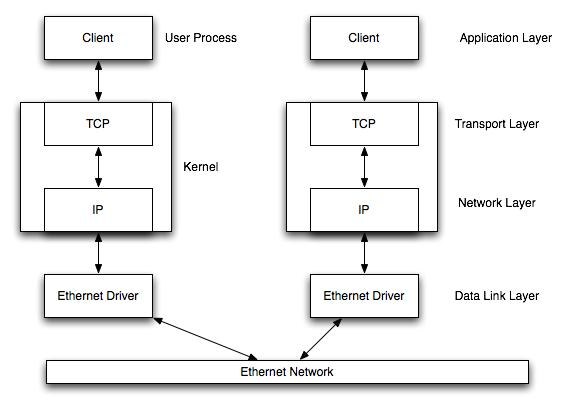 Client
User Process
Client
Application Layer
TCP
TCP
Transport Layer
Kernel
IP
IP
Network Layer
Ethernet Driver
Ethernet Driver
Data Link Layer
Ethernet Network